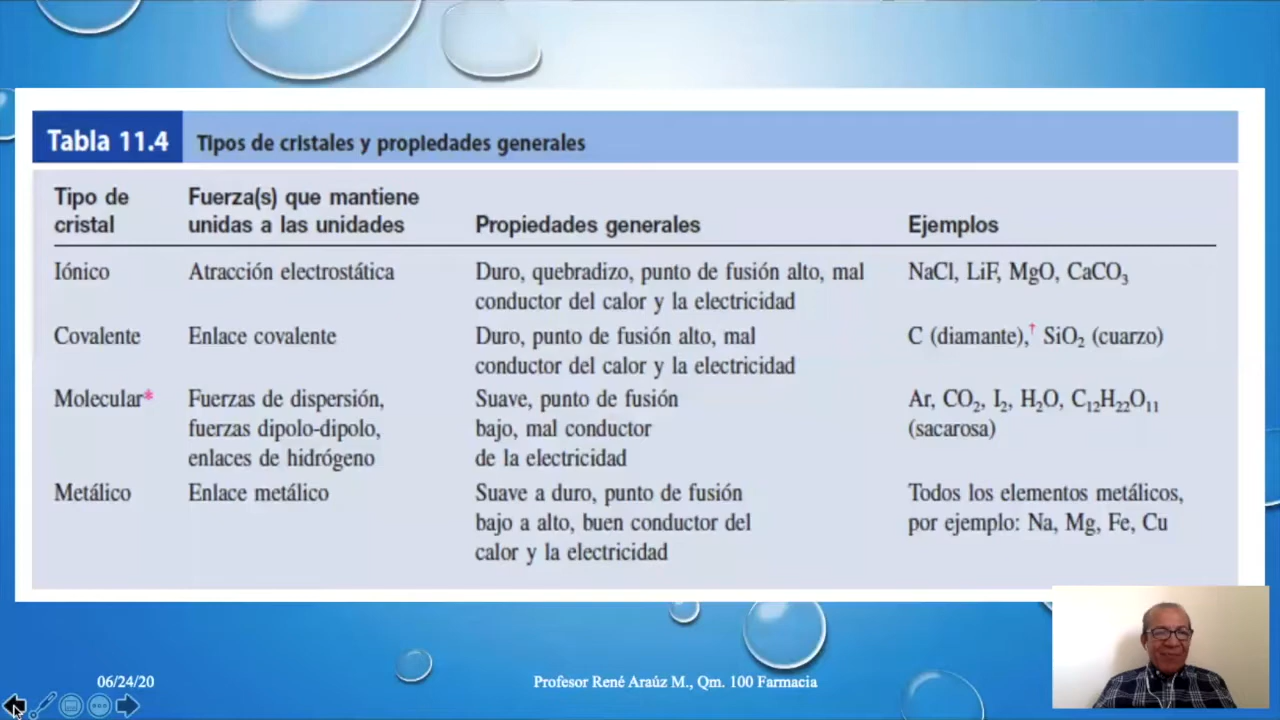 Tabla 11.4 Tipos de cristales y propiedades generales
Tipo de cristal
Fuerza(s) que mantiene unidas a las unidades
Propiedades generales
Ejemplos
Iónico
Atracción electrostática
Duro, quebradizo, punto de fusión alto, mal
conductor del calor y la electricidad
NaCl, LiF, MgO, CaCO₃
Covalente
Enlace covalente
Duro, punto de fusión alto, mal
conductor del calor y la electricidad
C (diamante),† SiO₂ (cuarzo)
Molecular*
Fuerzas de dispersión,
fuerzas dipolo-dipolo,
enlaces de hidrógeno
Suave, punto de fusión
bajo, mal conductor
de la electricidad
Ar, CO₂, I₂, H₂O, C₁₂H₂₂O₁₁
(sacarosa)
Metálico
Enlace metálico
Suave a duro, punto de fusión
bajo a alto, buen conductor del
calor y la electricidad
Todos los elementos metálicos,
por ejemplo: Na, Mg, Fe, Cu
06/24/20
Profesor René Araúz M., Qm. 100 Farmacia